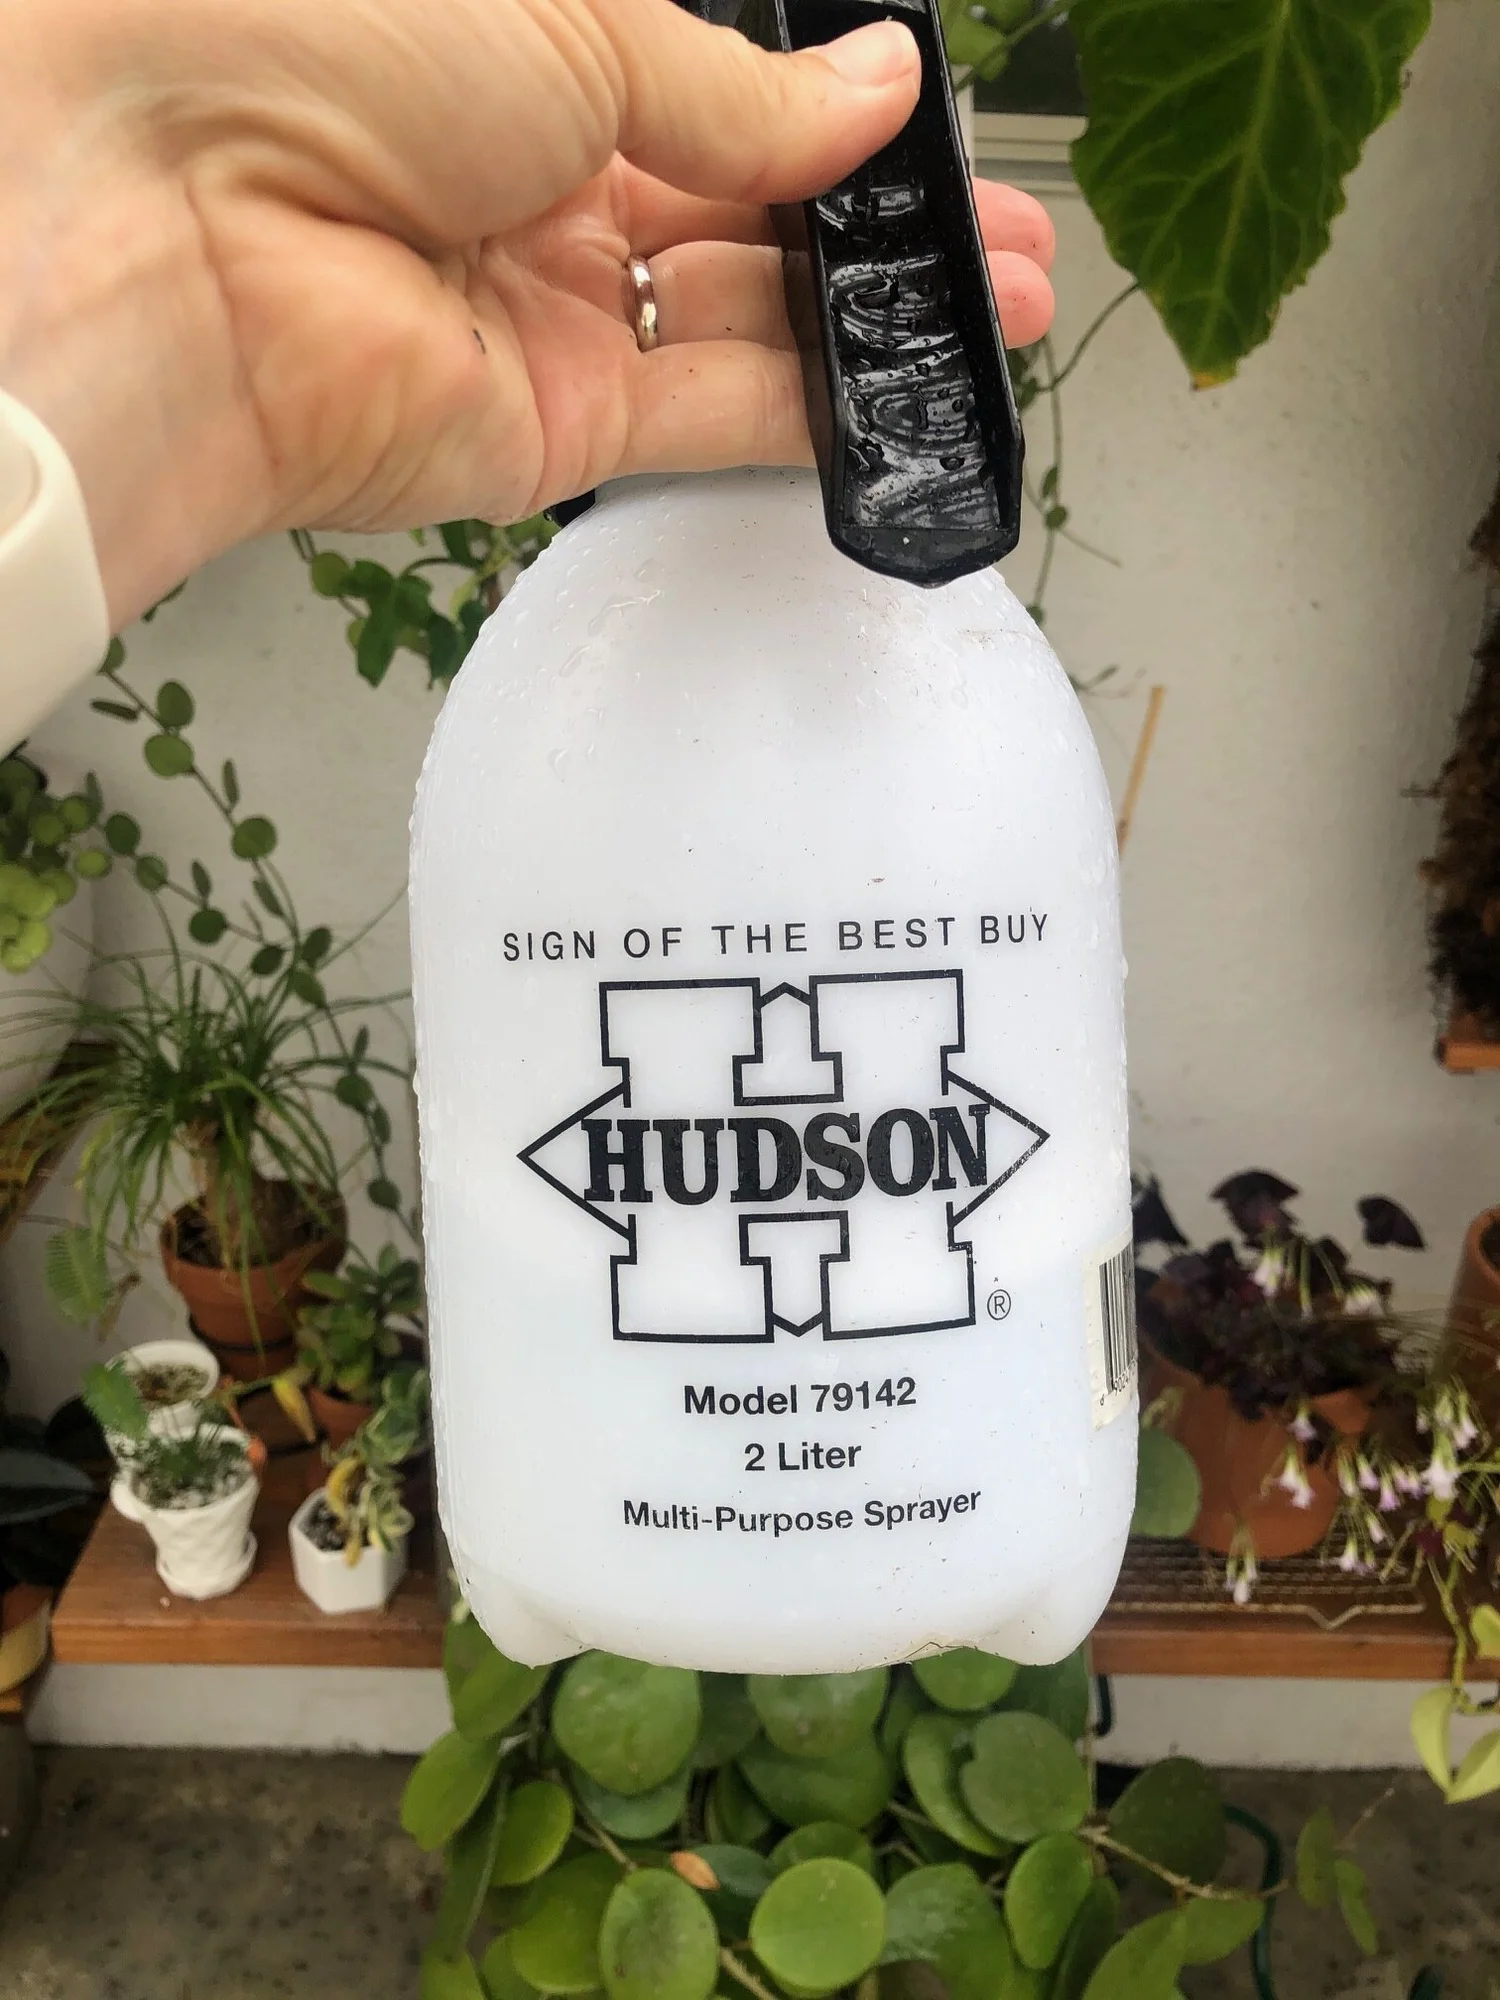 SIGN OF THE BEST BUY
HUDSON
®
Model 79142
2 Liter
Multi-Purpose Sprayer